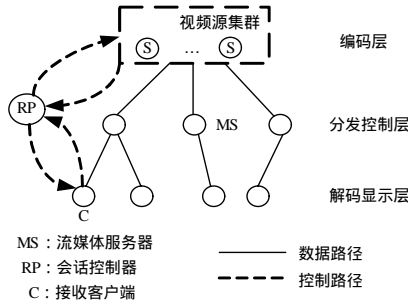 视频源集群
S … S
编码层
RP
MS
分发控制层
解码显示层
C
MS：流媒体服务器
RP：会话控制器
C：接收客户端
数据路径
控制路径